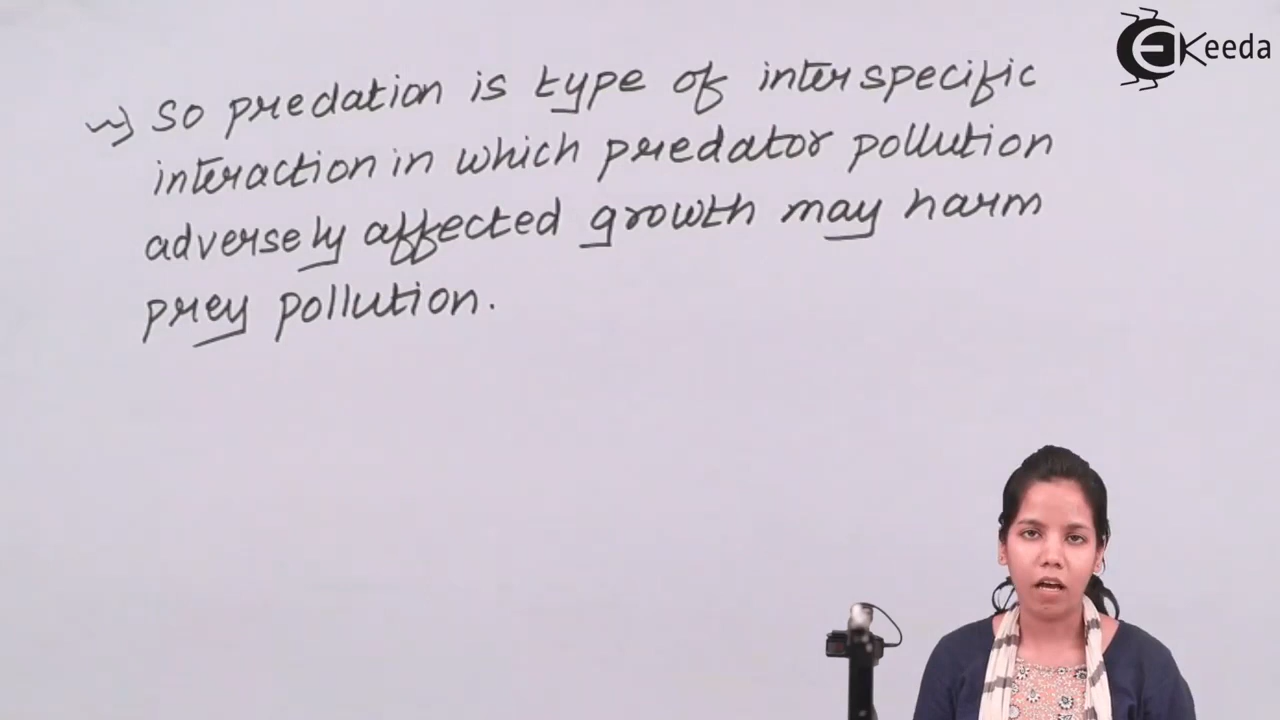 EKeeda
~> So predation is type of interspecific
interaction in which predator pollution
adversely affected growth may harm
prey pollution.